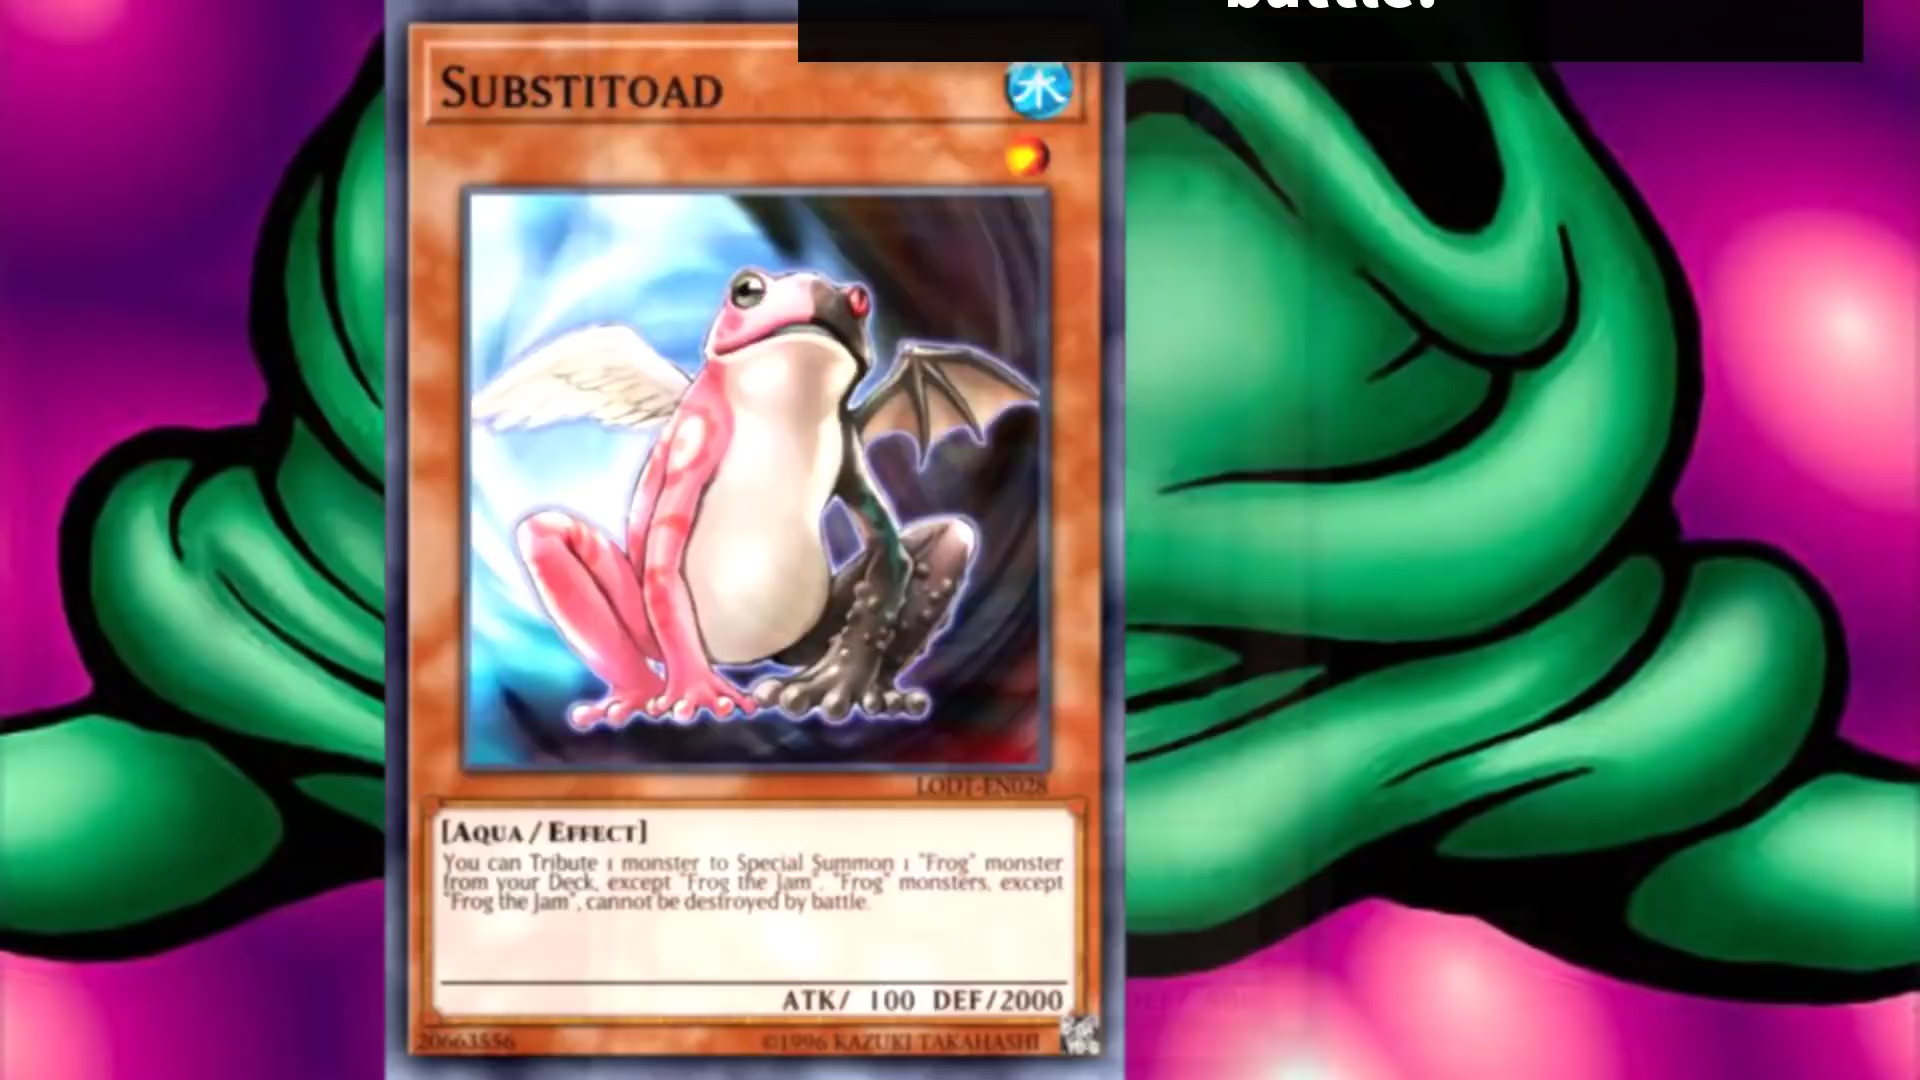 battle.
SUBSTITOAD
水
LODT-EN028
[AQUA / EFFECT]
You can Tribute 1 monster to Special Summon 1 "Frog" monster
from your Deck, except "Frog the Jam". "Frog" monsters, except
"Frog the Jam", cannot be destroyed by battle.
ATK/ 100 DEF/2000
20663556
©1996 KAZUKI TAKAHASHI